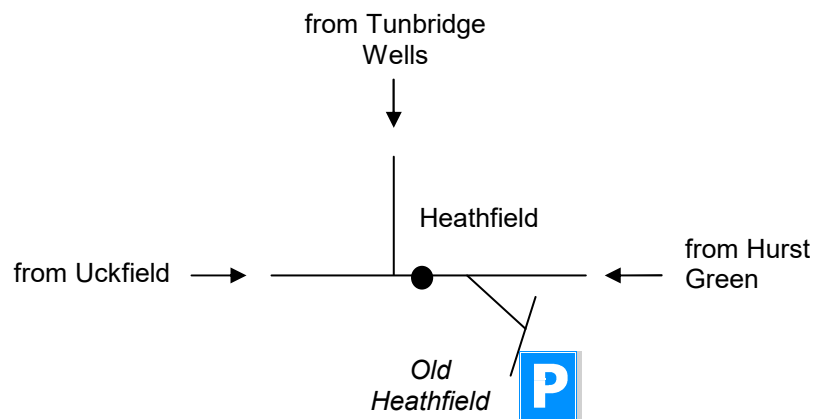 from Tunbridge
Wells
Heathfield
from Uckfield
from Hurst
Green
Old
Heathfield
P